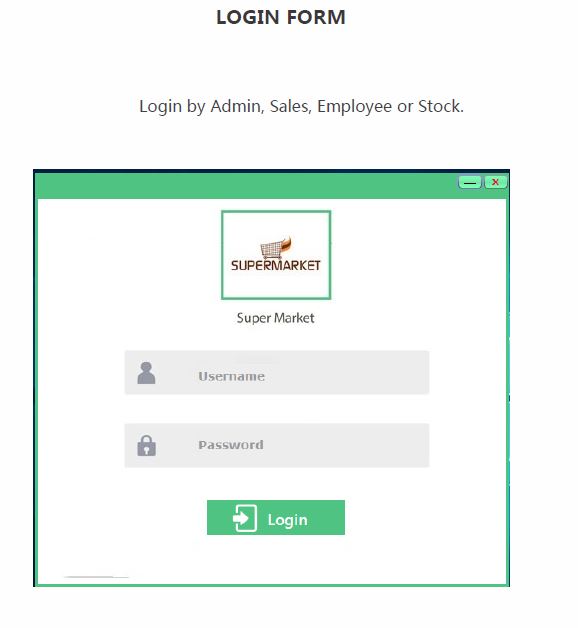 LOGIN FORM
Login by Admin, Sales, Employee or Stock.
SUPERMARKET
Super Market
Username
Password
Login